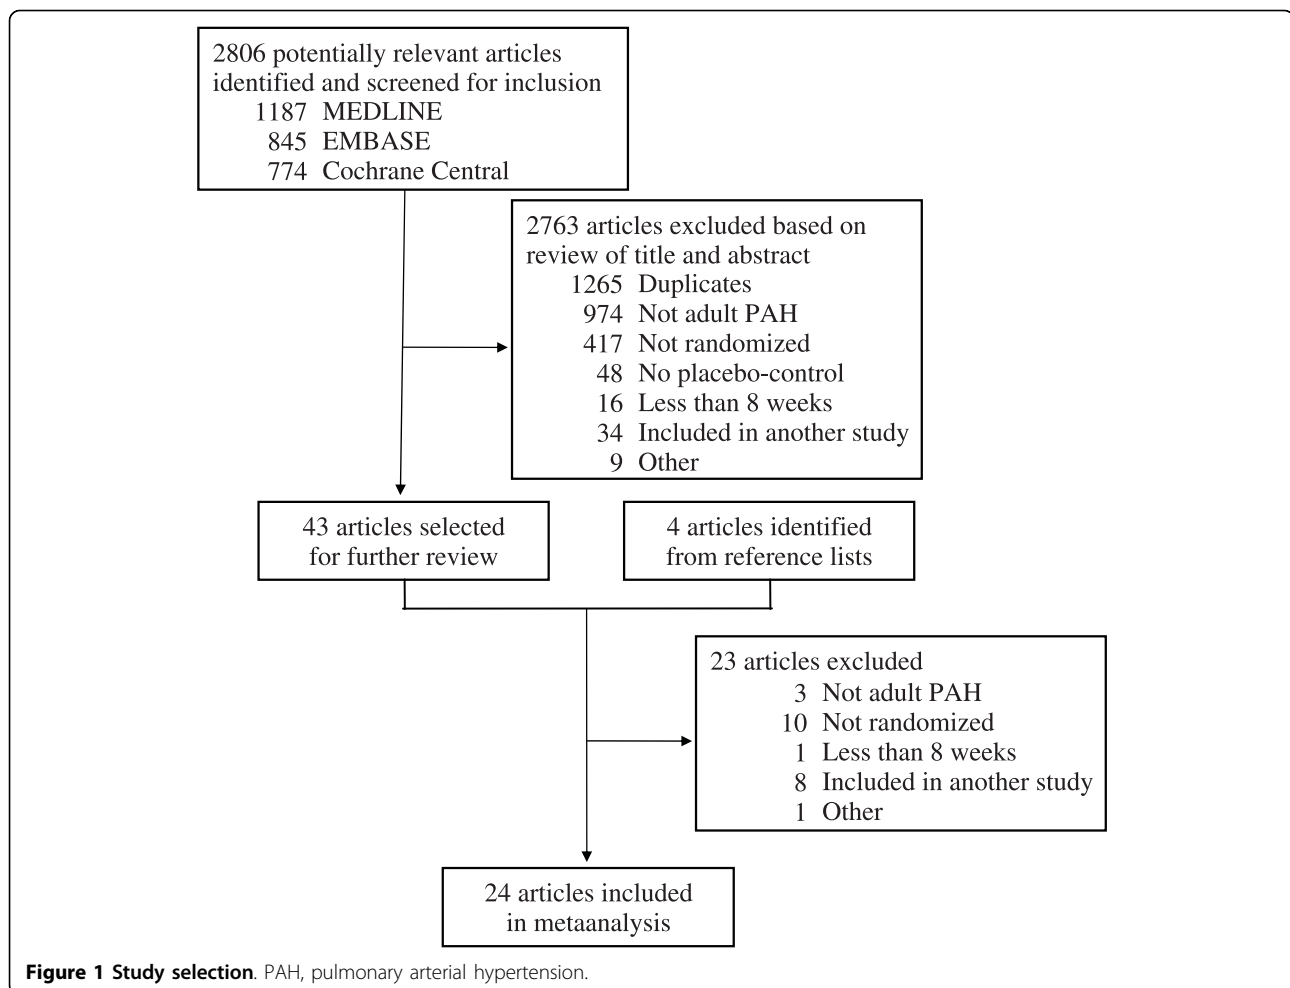 2806 potentially relevant articles
identified and screened for inclusion
1187 MEDLINE
845 EMBASE
774 Cochrane Central
2763 articles excluded based on
review of title and abstract
1265 Duplicates
974 Not adult PAH
417 Not randomized
48 No placebo-control
16 Less than 8 weeks
34 Included in another study
9 Other
43 articles selected
for further review
4 articles identified
from reference lists
23 articles excluded
3 Not adult PAH
10 Not randomized
1 Less than 8 weeks
8 Included in another study
1 Other
24 articles included
in metaanalysis
Figure 1 Study selection. PAH, pulmonary arterial hypertension.